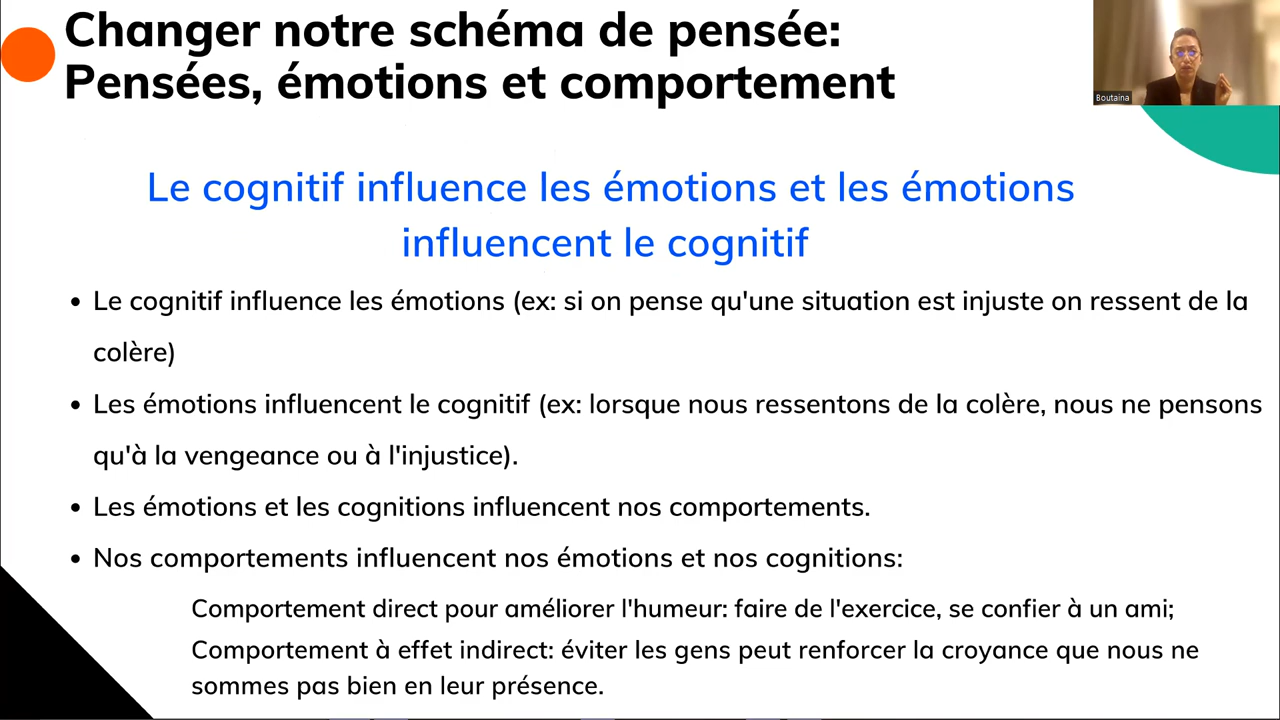 Changer notre schéma de pensée:
Pensées, émotions et comportement
Boutaina
Le cognitif influence les émotions et les émotions
influencent le cognitif
• Le cognitif influence les émotions (ex: si on pense qu'une situation est injuste on ressent de la
colère)
• Les émotions influencent le cognitif (ex: lorsque nous ressentons de la colère, nous ne pensons
qu'à la vengeance ou à l'injustice).
• Les émotions et les cognitions influencent nos comportements.
• Nos comportements influencent nos émotions et nos cognitions:
Comportement direct pour améliorer l'humeur: faire de l'exercice, se confier à un ami;
Comportement à effet indirect: éviter les gens peut renforcer la croyance que nous ne
sommes pas bien en leur présence.